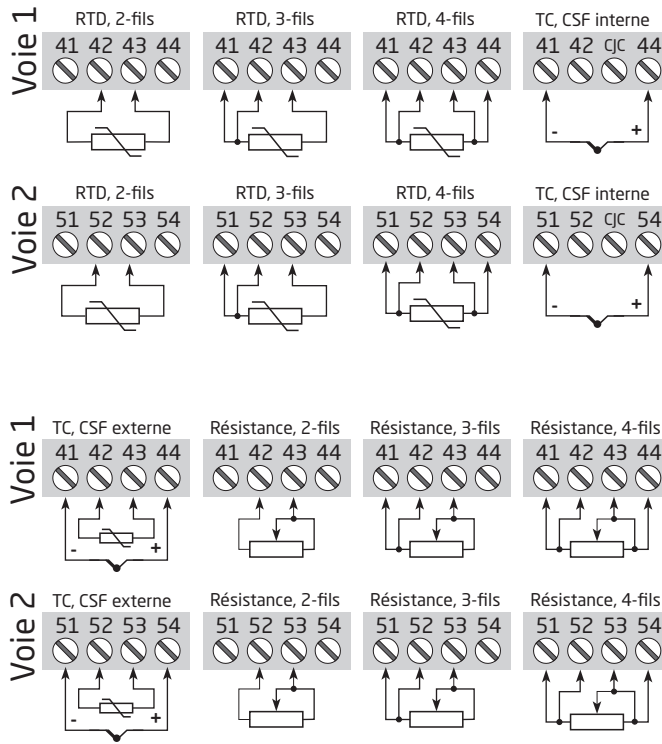 Voie 1
RTD, 2-fils RTD, 3-fils RTD, 4-fils TC, CSF interne
41 42 43 44 41 42 43 44 41 42 43 44 41 42 CJC 44
- +
Voie 2
RTD, 2-fils RTD, 3-fils RTD, 4-fils TC, CSF interne
51 52 53 54 51 52 53 54 51 52 53 54 51 52 CJC 54
- +
Voie 1
TC, CSF externe Résistance, 2-fils Résistance, 3-fils Résistance, 4-fils
41 42 43 44 41 42 43 44 41 42 43 44 41 42 43 44
- +
Voie 2
TC, CSF externe Résistance, 2-fils Résistance, 3-fils Résistance, 4-fils
51 52 53 54 51 52 53 54 51 52 53 54 51 52 53 54
- +